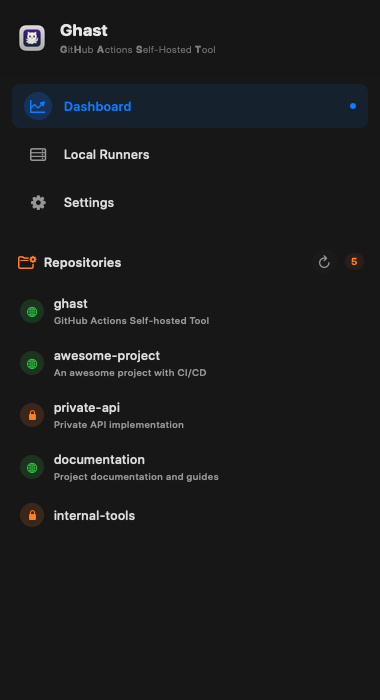 Ghast
GitHub Actions Self-Hosted Tool
Dashboard
Local Runners
Settings
Repositories
5
ghast
GitHub Actions Self-hosted Tool
awesome-project
An awesome project with CI/CD
private-api
Private API implementation
documentation
Project documentation and guides
internal-tools